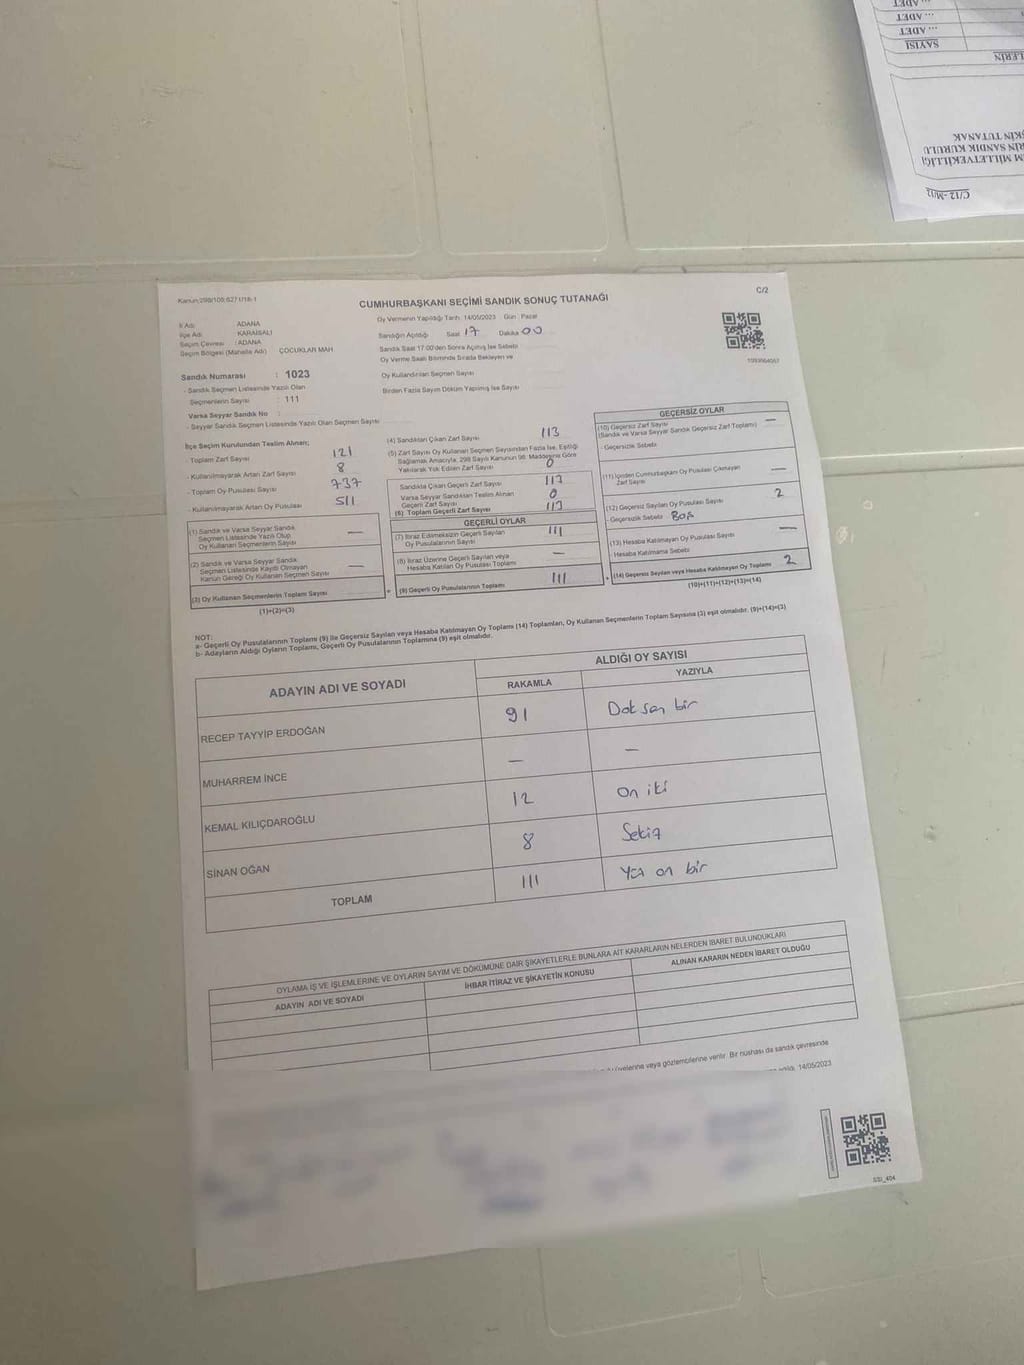 Kanun:298/109;6271/18-1
CUMHURBAŞKANI SEÇİMİ SANDIK SONUÇ TUTANAĞI
C/2
İl Adı ADANA
İlçe Adı KARAİSALI
Seçim Çevresi : ADANA
Seçim Bölgesi (Mahalle Adı) ÇOCUKLAR MAH
Sandık Numarası : 1023
- Sandık Seçmen Listesinde Yazılı Olan
Seçmenlerin Sayısı : 111
Varsa Seyyar Sandık No
- Seyyar Sandık Seçmen Listesinde Yazılı Olan Seçmen Sayısı
Oy Vermenin Yapıldığı Tarih: 14/05/2023 Gün : Pazar
Sandığın Açıldığı Saat 17 Dakika 00
Sandık Saat 17:00'den Sonra Açılmış İse Sebebi
Oy Verme Saati Bitiminde Sırada Bekleyen ve
Oy Kullandırılan Seçmen Sayısı
Birden Fazla Sayım Döküm Yapılmış İse Sayısı
İlçe Seçim Kurulundan Teslim Alınan;
- Toplam Zarf Sayısı 121
- Kullanılmayarak Artan Zarf Sayısı 8
- Toplam Oy Pusulası Sayısı 737
- Kullanılmayarak Artan Oy Pusulası 511
(1) Sandık ve Varsa Seyyar Sandık
Seçmen Listesinde Yazılı Olup
Oy Kullanan Seçmenlerin Sayısı —
(2) Sandık ve Varsa Seyyar Sandık
Seçmen Listesinde Kayıtlı Olmayan
Kanun Gereği Oy Kullanan Seçmen Sayısı —
(3) Oy Kullanan Seçmenlerin Toplam Sayısı
(1)+(2)=(3)
(4) Sandıktan Çıkan Zarf Sayısı 113
(5) Zarf Sayısı Oy Kullanan Seçmen Sayısından Fazla İse, Eşitliği
Sağlamak Amacıyla; 298 Sayılı Kanunun 98. Maddesine Göre
Yakılarak Yok Edilen Zarf Sayısı 0
Sandıkta Çıkan Geçerli Zarf Sayısı 113
Varsa Seyyar Sandıktan Teslim Alınan
Geçerli Zarf Sayısı 0
(6) Toplam Geçerli Zarf Sayısı 113
GEÇERLİ OYLAR
(7) İtiraz Edilmeksizin Geçerli Sayılan
Oy Pusulalarının Sayısı 111
(8) İtiraz Üzerine Geçerli Sayılan veya
Hesaba Katılan Oy Pusulası Toplamı —
(9) Geçerli Oy Pusulalarının Toplamı 111
GEÇERSİZ OYLAR
(10) Geçersiz Zarf Sayısı —
(Sandık ve Varsa Seyyar Sandık Geçersiz Zarf Toplamı)
- Geçersizlik Sebebi
(11) İçinden Cumhurbaşkanı Oy Pusulası Çıkmayan
Zarf Sayısı —
(12) Geçersiz Sayılan Oy Pusulası Sayısı 2
- Geçersizlik Sebebi Boş
(13) Hesaba Katılmayan Oy Pusulası Sayısı —
- Hesaba Katılmama Sebebi
(14) Geçersiz Sayılan veya Hesaba Katılmayan Oy Toplamı 2
(10)+(11)+(12)+(13)=(14)
NOT:
a- Geçerli Oy Pusulalarının Toplamı (9) ile Geçersiz Sayılan veya Hesaba Katılmayan Oy Toplamı (14) Toplamları, Oy Kullanan Seçmenlerin Toplam Sayısına (3) eşit olmalıdır. (9)+(14)=(3)
b- Adayların Aldığı Oyların Toplamı, Geçerli Oy Pusulalarının Toplamına (9) eşit olmalıdır.
ADAYIN ADI VE SOYADI
ALDIĞI OY SAYISI
RAKAMLA YAZIYLA
RECEP TAYYİP ERDOĞAN 91 Doksan bir
MUHARREM İNCE — —
KEMAL KILIÇDAROĞLU 12 On iki
SİNAN OĞAN 8 Sekiz
TOPLAM 111 Yüz on bir
OYLAMA İŞ VE İŞLEMLERİNE VE OYLARIN SAYIM VE DÖKÜMÜNE DAİR ŞİKAYETLERLE BUNLARA AİT KARARLARIN NELERDEN İBARET BULUNDUKLARI
ADAYIN ADI VE SOYADI İHBAR İTİRAZ VE ŞİKAYETİN KONUSU ALINAN KARARIN NEDEN İBARET OLDUĞU
üyelerine veya gözlemcilerine verilir. Bir nüshası da sandık çevresinde
14/05/2023
SSI_404
C/12-M/12
ADET
ADET
ADET
SAYISI
TUTANAK
SANDIK KURULU
MİLLETVEKİLLİĞİ